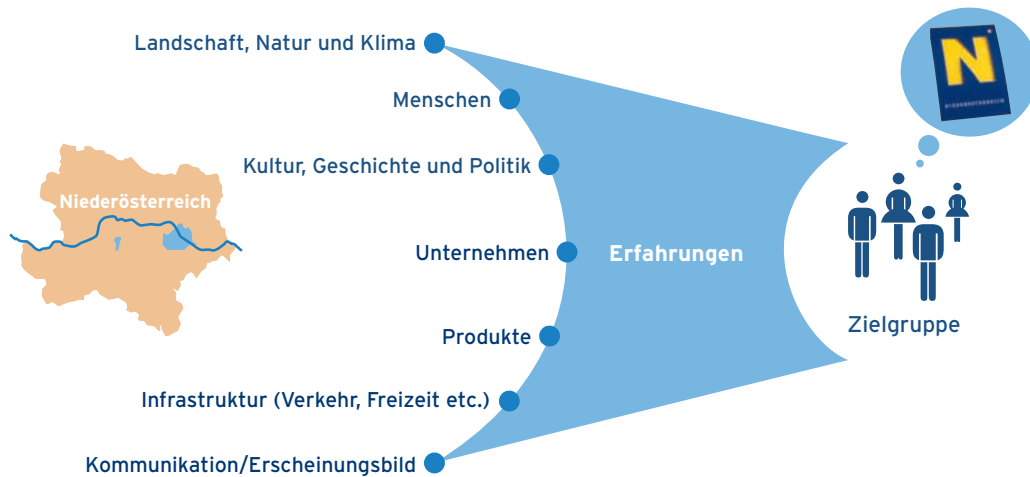 Landschaft, Natur und Klima
Menschen
Kultur, Geschichte und Politik
Niederösterreich
Unternehmen
Erfahrungen
Produkte
Infrastruktur (Verkehr, Freizeit etc.)
Kommunikation/Erscheinungsbild
N
NIEDERÖSTERREICH
Zielgruppe